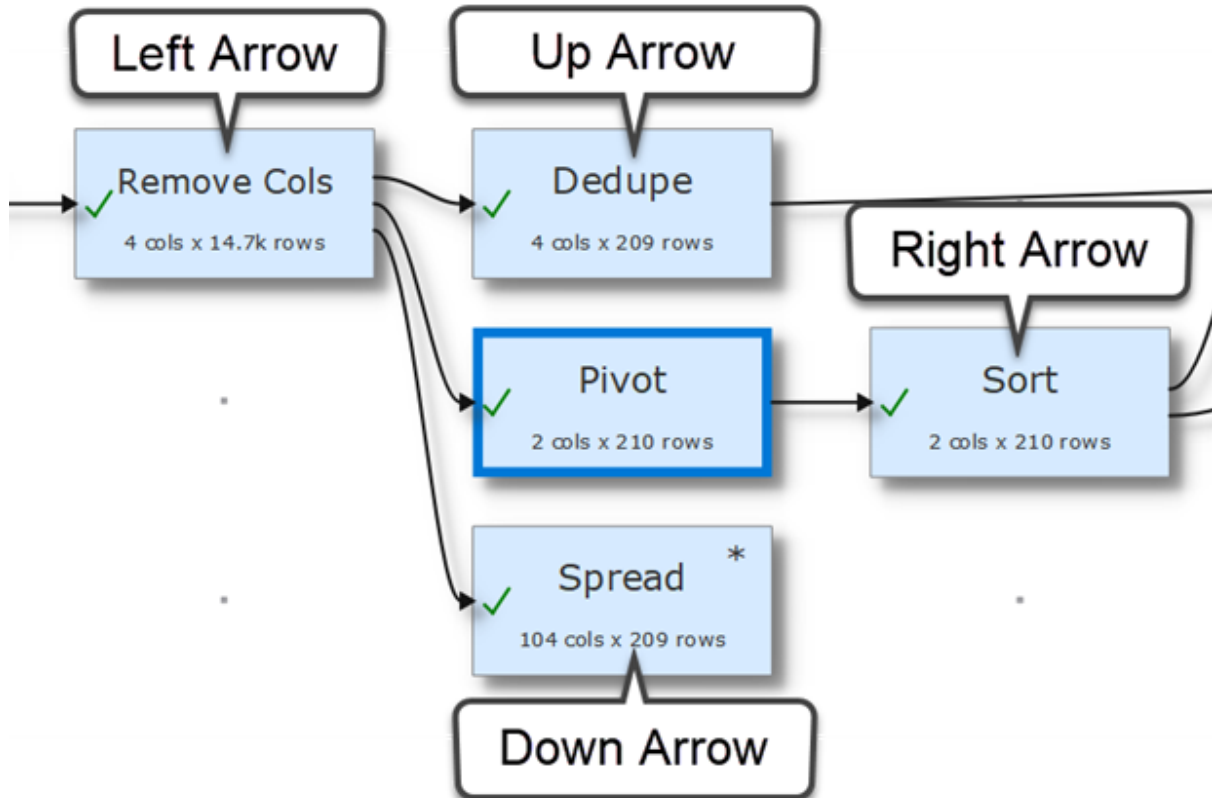 Left Arrow
Up Arrow
Remove Cols
4 cols x 14.7k rows
Dedupe
4 cols x 209 rows
Right Arrow
Pivot
2 cols x 210 rows
Sort
2 cols x 210 rows
Spread
*
104 cols x 209 rows
Down Arrow